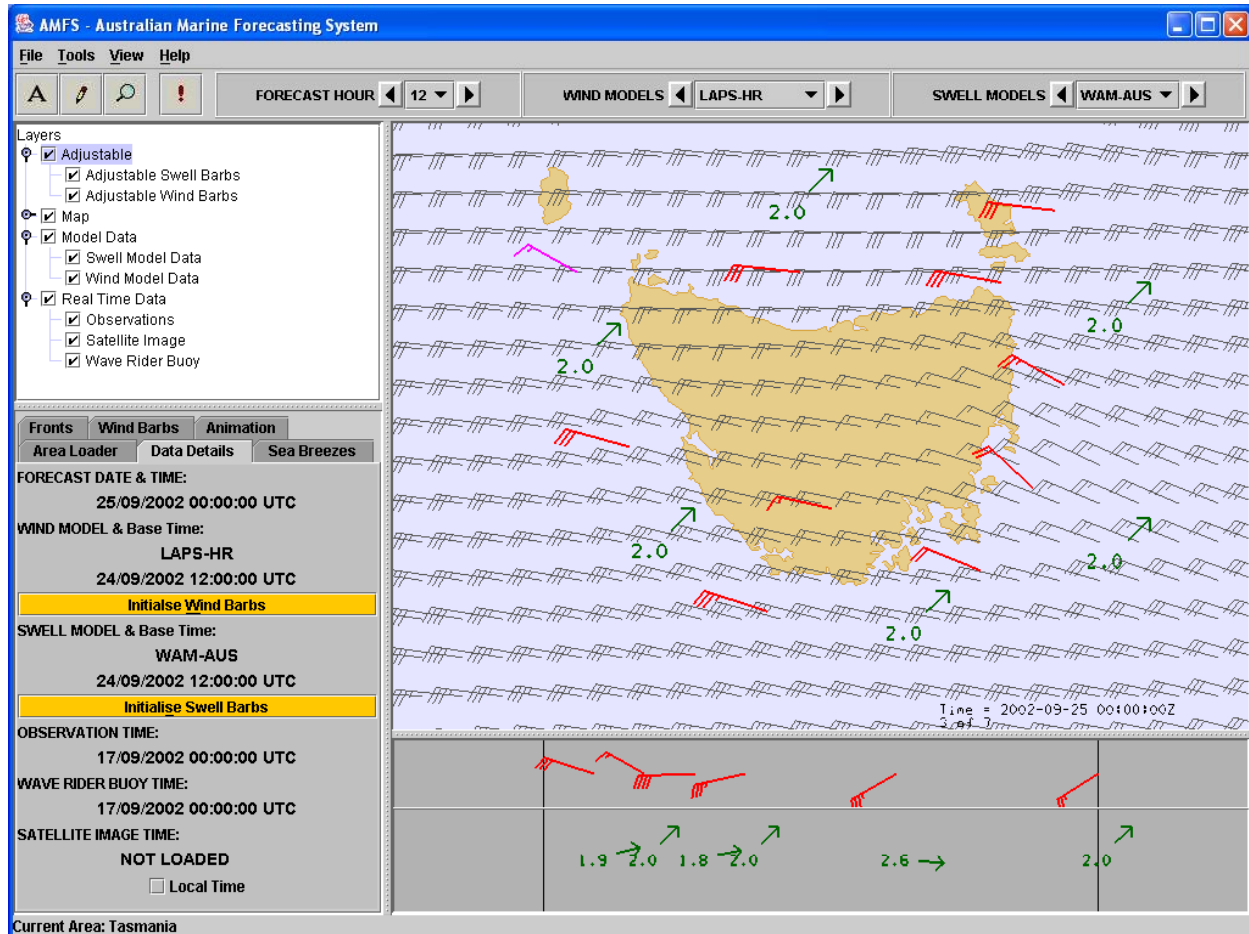 AMFS - Australian Marine Forecasting System
File Tools View Help
A ! FORECAST HOUR 12 WIND MODELS LAPS-HR SWELL MODELS WAM-AUS
Layers
Adjustable
Adjustable Swell Barbs
Adjustable Wind Barbs
Map
Model Data
Swell Model Data
Wind Model Data
Real Time Data
Observations
Satellite Image
Wave Rider Buoy
Fronts Wind Barbs Animation
Area Loader Data Details Sea Breezes
FORECAST DATE & TIME:
25/09/2002 00:00:00 UTC
WIND MODEL & Base Time:
LAPS-HR
24/09/2002 12:00:00 UTC
Initialse Wind Barbs
SWELL MODEL & Base Time:
WAM-AUS
24/09/2002 12:00:00 UTC
Initialise Swell Barbs
OBSERVATION TIME:
17/09/2002 00:00:00 UTC
WAVE RIDER BUOY TIME:
17/09/2002 00:00:00 UTC
SATELLITE IMAGE TIME:
NOT LOADED
Local Time
2.0
2.0
2.0
2.0
2.0
2.0
Time = 2002-09-25 00:00:00Z
3 of 7
1.9 2.0 1.8 2.0 2.6 2.0
Current Area: Tasmania